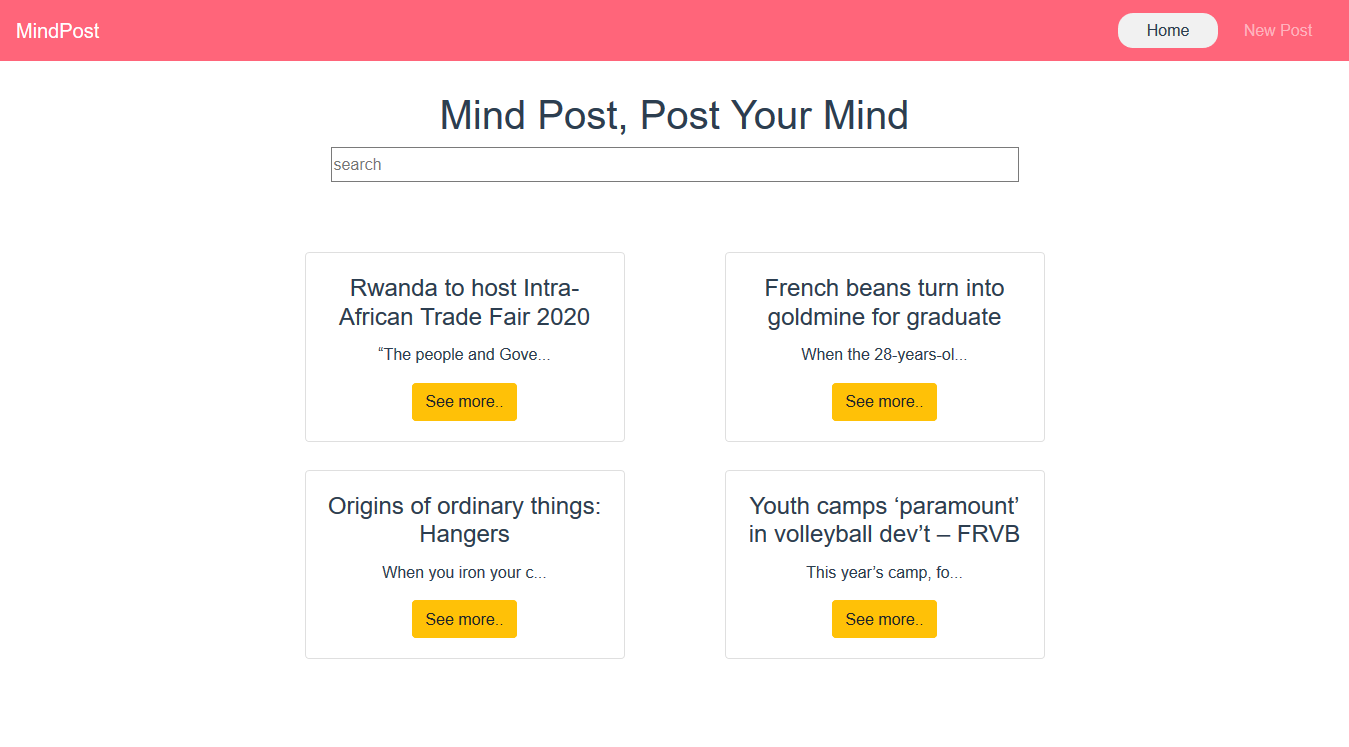 MindPost
Home
New Post
Mind Post, Post Your Mind
search
Rwanda to host Intra-
African Trade Fair 2020
“The people and Gove...
See more..
French beans turn into
goldmine for graduate
When the 28-years-ol...
See more..
Origins of ordinary things:
Hangers
When you iron your c...
See more..
Youth camps ‘paramount’
in volleyball dev’t – FRVB
This year’s camp, fo...
See more..